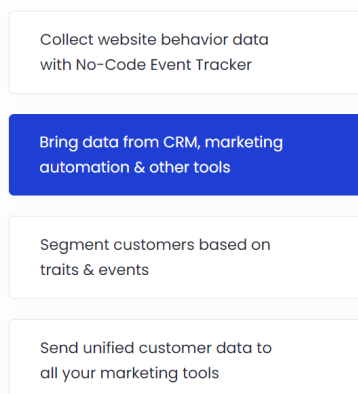 Collect website behavior data
with No-Code Event Tracker
Bring data from CRM, marketing
automation & other tools
Segment customers based on
traits & events
Send unified customer data to
all your marketing tools